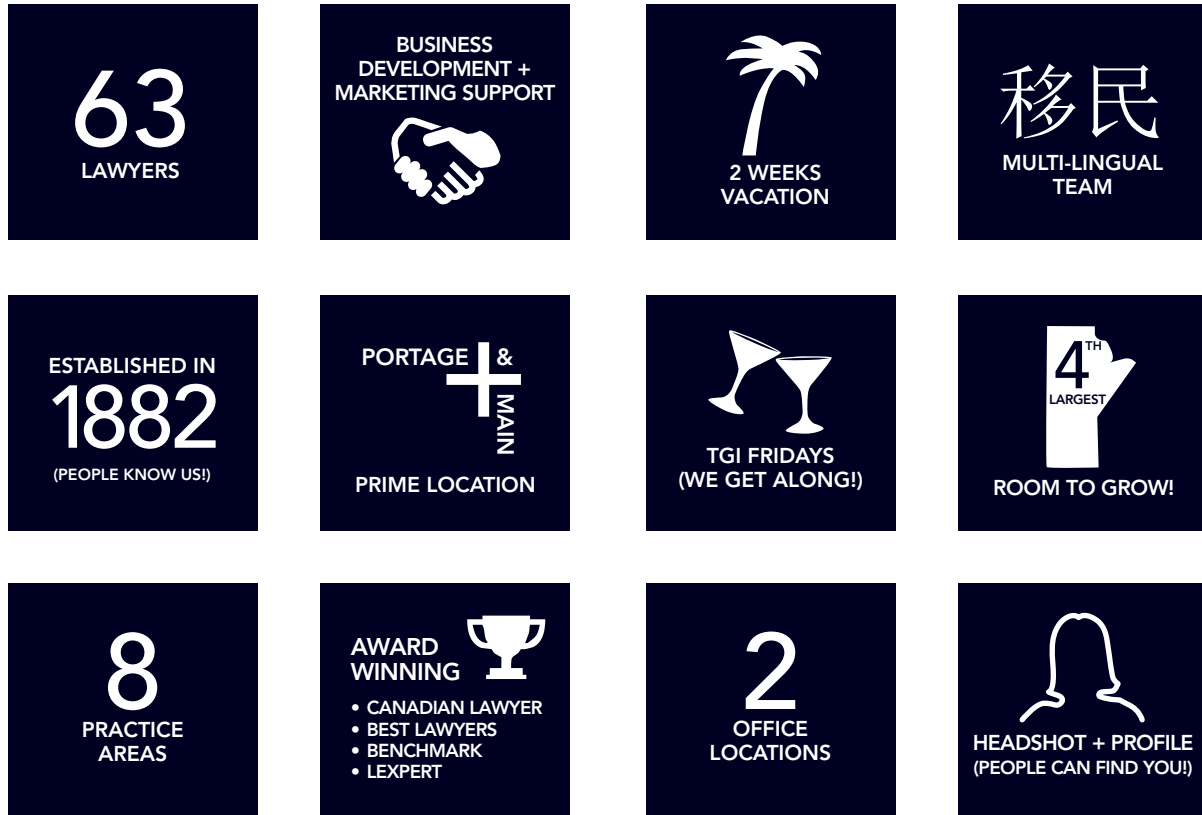 63
LAWYERS
BUSINESS
DEVELOPMENT +
MARKETING SUPPORT
2 WEEKS
VACATION
移民
MULTI-LINGUAL
TEAM
ESTABLISHED IN
1882
(PEOPLE KNOW US!)
PORTAGE &
MAIN
PRIME LOCATION
TGI FRIDAYS
(WE GET ALONG!)
4TH
LARGEST
ROOM TO GROW!
8
PRACTICE
AREAS
AWARD
WINNING
• CANADIAN LAWYER
• BEST LAWYERS
• BENCHMARK
• LEXPERT
2
OFFICE
LOCATIONS
HEADSHOT + PROFILE
(PEOPLE CAN FIND YOU!)